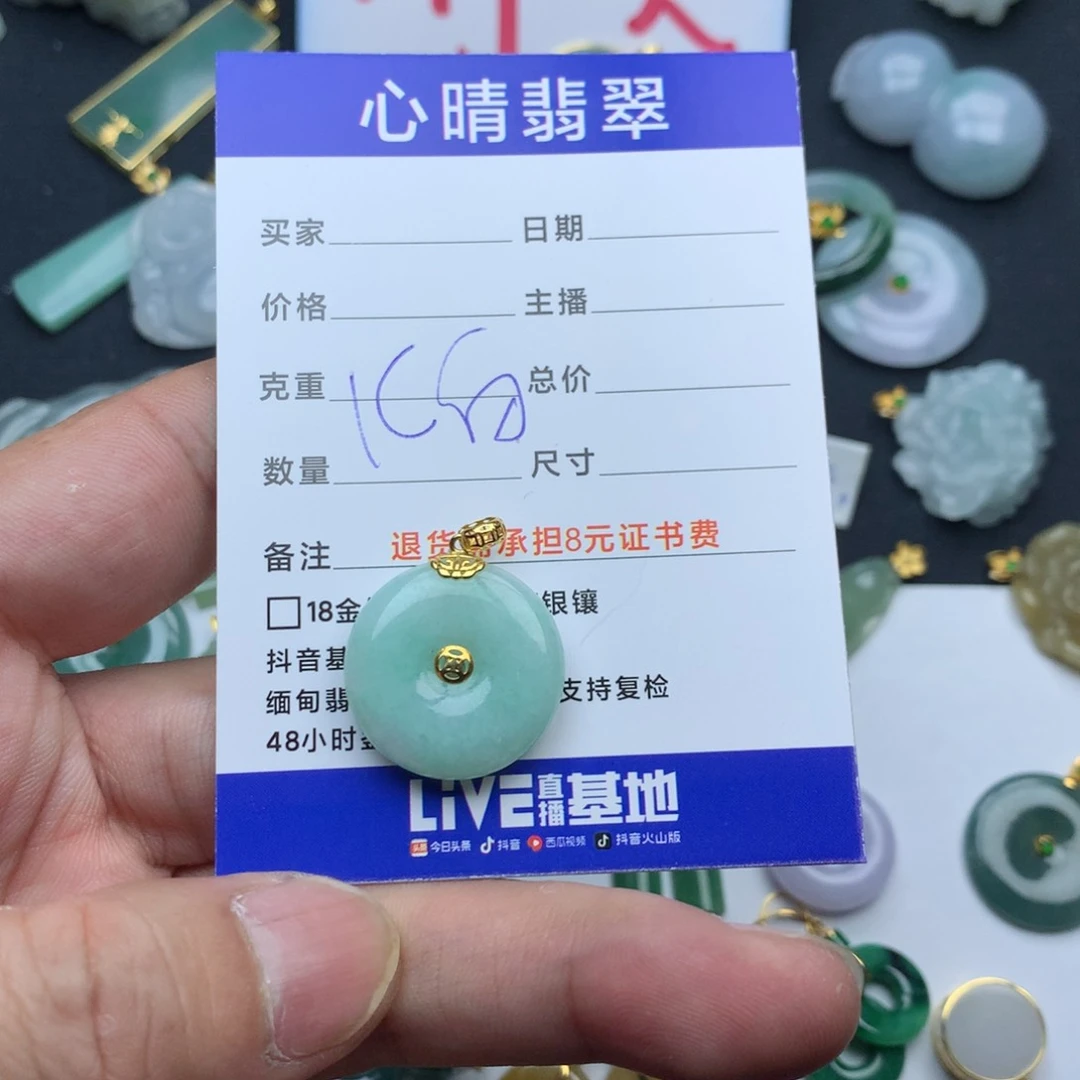 心晴翡翠
买家 日期
价格 主播
克重 总价
数量 尺寸
备注 退货 承担8元证书费
18金 银镶
抖音基
缅甸翡 支持复检
48小时
LiVE直播基地
头条 今日头条 抖音 西瓜视频 抖音火山版